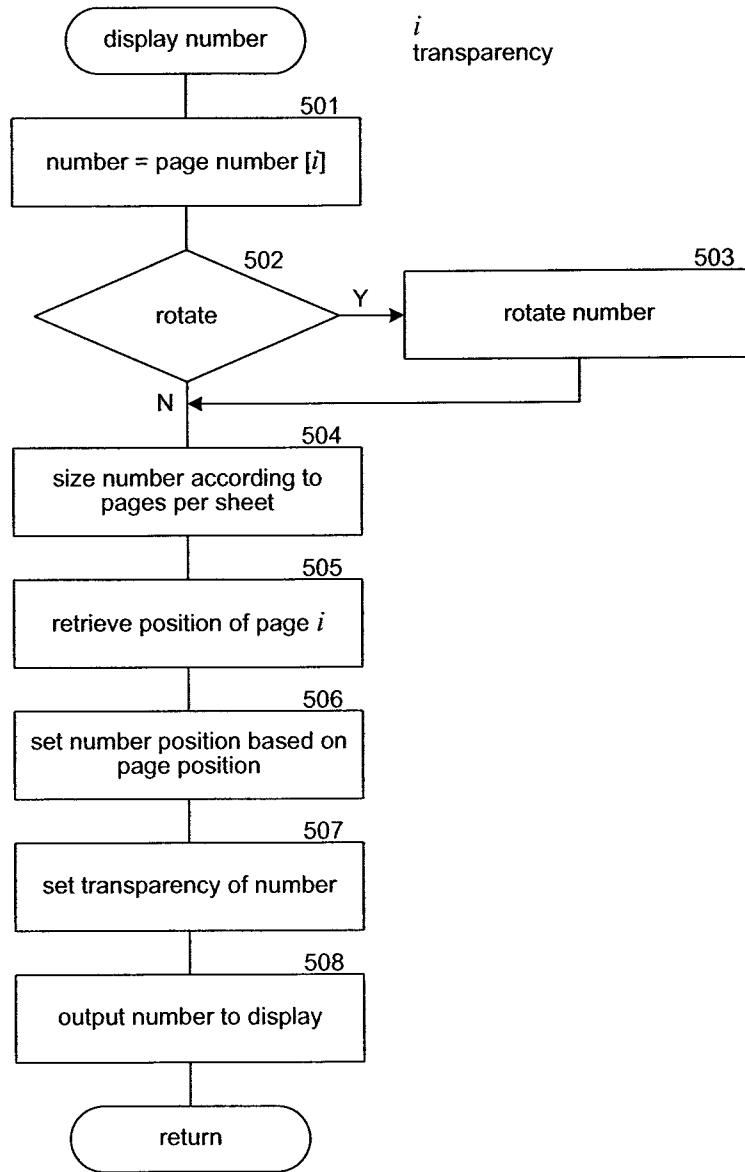 display number
i
transparency
501
number = page number [i]
502
rotate
Y
503
rotate number
N
504
size number according to
pages per sheet
505
retrieve position of page i
506
set number position based on
page position
507
set transparency of number
508
output number to display
return